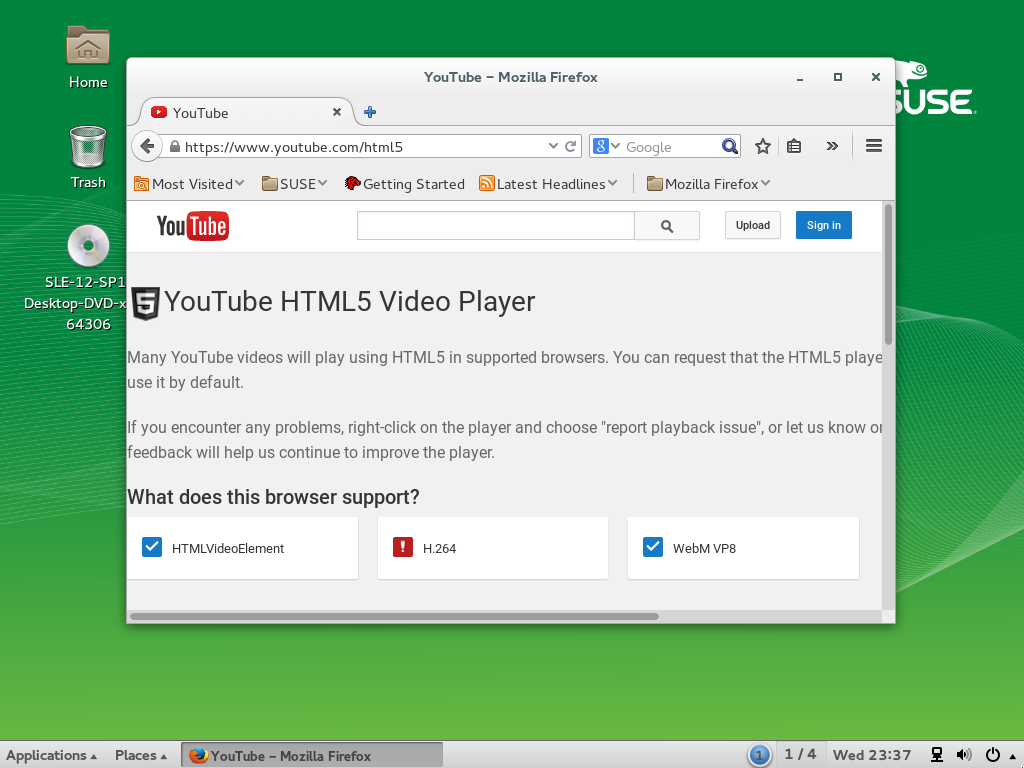 Home
Trash
SLE-12-SP1
Desktop-DVD-x
64306
SUSE
YouTube – Mozilla Firefox
YouTube
https://www.youtube.com/html5
8
Google
Most Visited
SUSE
Getting Started
Latest Headlines
Mozilla Firefox
YouTube
Upload
Sign in
5
YouTube HTML5 Video Player
Many YouTube videos will play using HTML5 in supported browsers. You can request that the HTML5 playe
use it by default.
If you encounter any problems, right-click on the player and choose "report playback issue", or let us know or
feedback will help us continue to improve the player.
What does this browser support?
HTMLVideoElement
H.264
WebM VP8
Applications
Places
YouTube – Mozilla Firefox
1
1 / 4
Wed 23:37